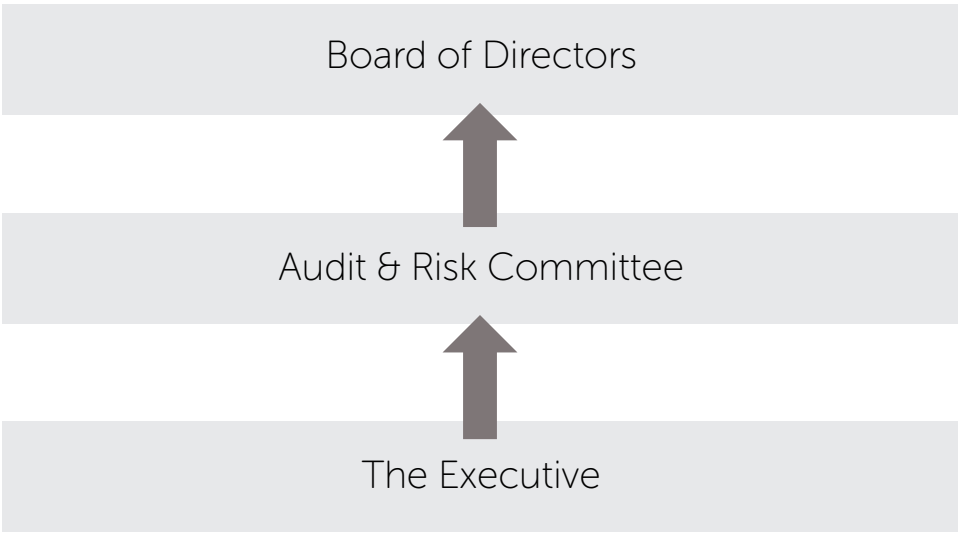 Board of Directors
Audit & Risk Committee
The Executive